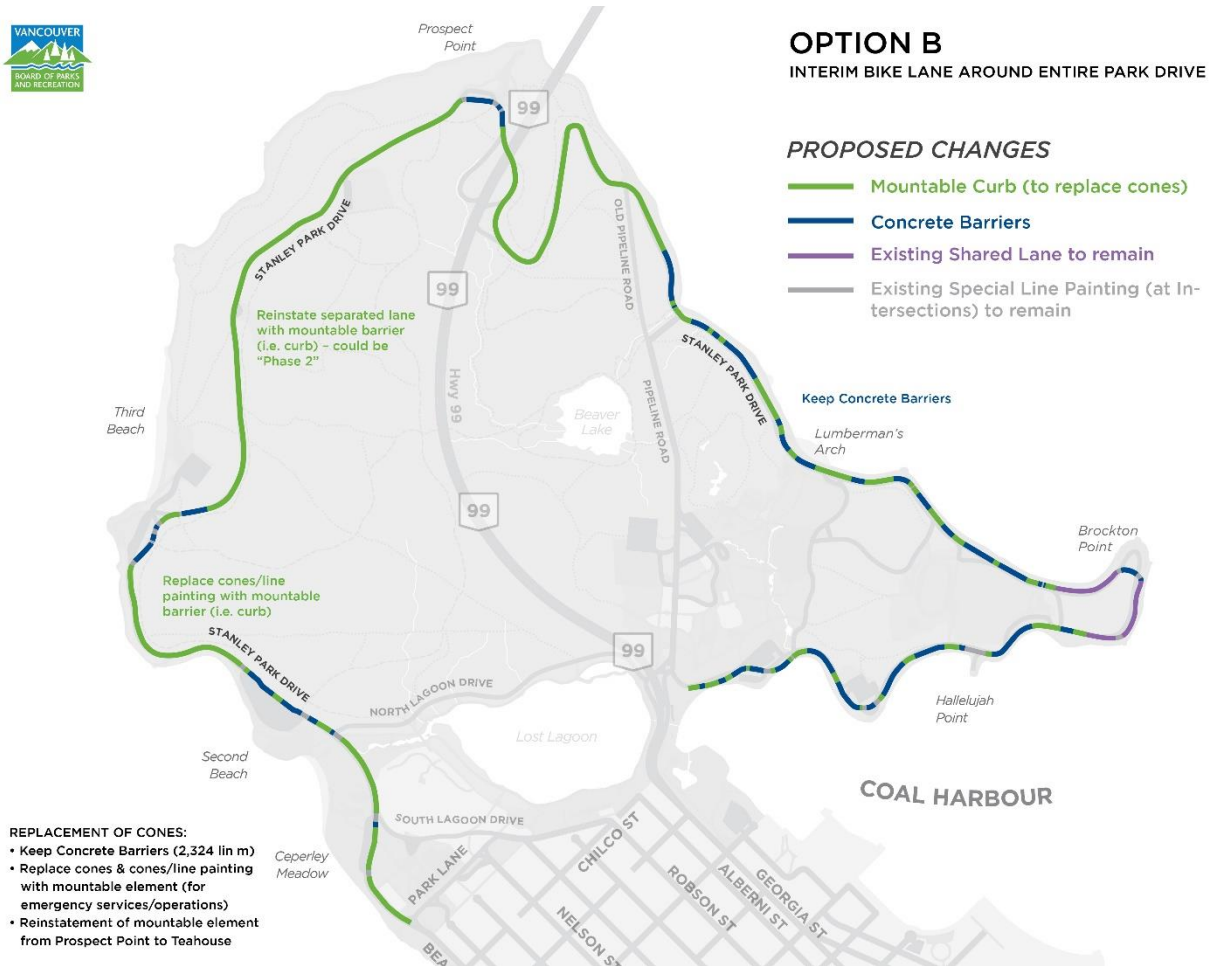 VANCOUVER
BOARD OF PARKS
AND RECREATION
Prospect
Point
OPTION B
INTERIM BIKE LANE AROUND ENTIRE PARK DRIVE
PROPOSED CHANGES
Mountable Curb (to replace cones)
Concrete Barriers
Existing Shared Lane to remain
Existing Special Line Painting (at In-
tersections) to remain
99
OLD PIPELINE ROAD
STANLEY PARK DRIVE
99
Reinstate separated lane
with mountable barrier
(i.e. curb) – could be
"Phase 2"
STANLEY PARK DRIVE
Hwy 99
PIPELINE ROAD
Keep Concrete Barriers
Third
Beach
Beaver
Lake
Lumberman's
Arch
99
Brockton
Point
Replace cones/line
painting with mountable
barrier (i.e. curb)
STANLEY PARK DRIVE
99
NORTH LAGOON DRIVE
Hallelujah
Point
Lost Lagoon
Second
Beach
COAL HARBOUR
SOUTH LAGOON DRIVE
CHILCO ST
PARK LANE
GEORGIA ST
ALBERNI ST
ROBSON ST
NELSON ST
BEA
Ceperley
Meadow
REPLACEMENT OF CONES:
• Keep Concrete Barriers (2,324 lin m)
• Replace cones & cones/line painting
with mountable element (for
emergency services/operations)
• Reinstatement of mountable element
from Prospect Point to Teahouse